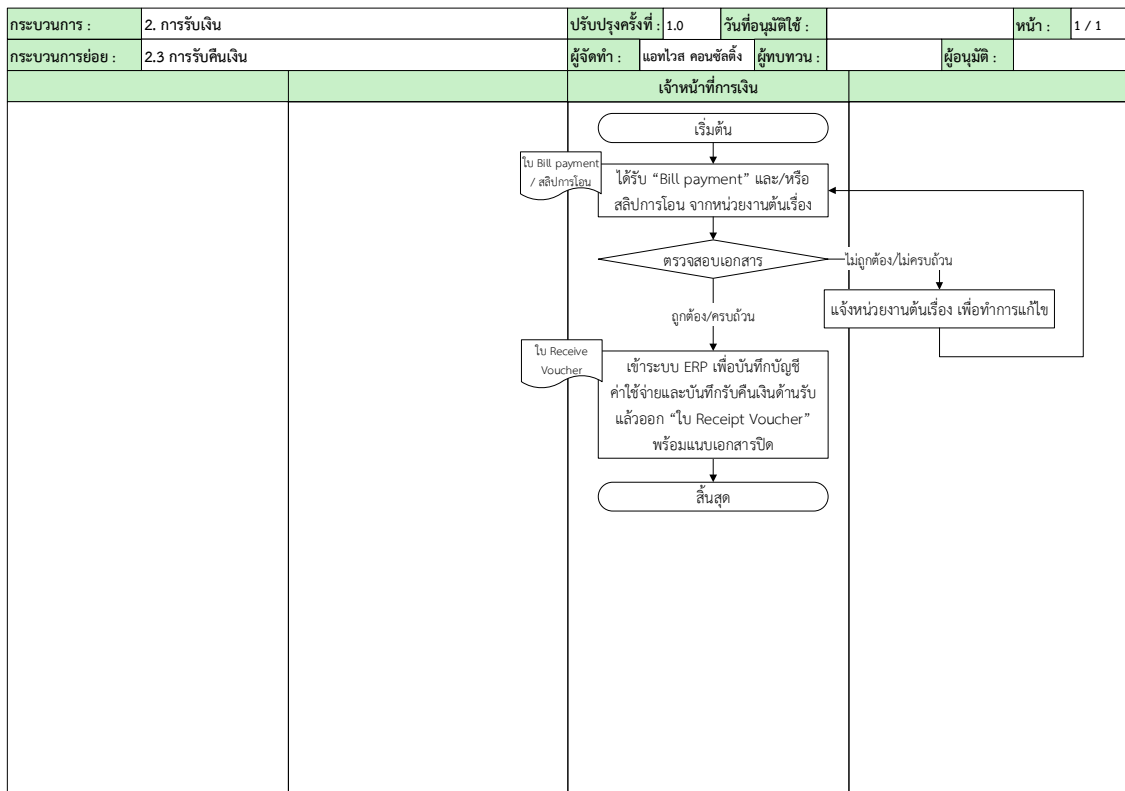 กระบวนการ : 2. การรับเงิน ปรับปรุงครั้งที่ : 1.0 วันที่อนุมัติใช้ : หน้า : 1 / 1
กระบวนการย่อย : 2.3 การรับคืนเงิน ผู้จัดทำ : แอทไวส คอนซัลติ้ง ผู้ทบทวน : ผู้อนุมัติ :
เจ้าหน้าที่การเงิน
เริ่มต้น
ใบ Bill payment
/ สลิปการโอน
ได้รับ “Bill payment” และ/หรือ
สลิปการโอน จากหน่วยงานต้นเรื่อง
ตรวจสอบเอกสาร
ไม่ถูกต้อง/ไม่ครบถ้วน
แจ้งหน่วยงานต้นเรื่อง เพื่อทำการแก้ไข
ถูกต้อง/ครบถ้วน
ใบ Receive
Voucher
เข้าระบบ ERP เพื่อบันทึกบัญชี
ค่าใช้จ่ายและบันทึกรับคืนเงินด้านรับ
แล้วออก “ใบ Receipt Voucher”
พร้อมแนบเอกสารปิด
สิ้นสุด